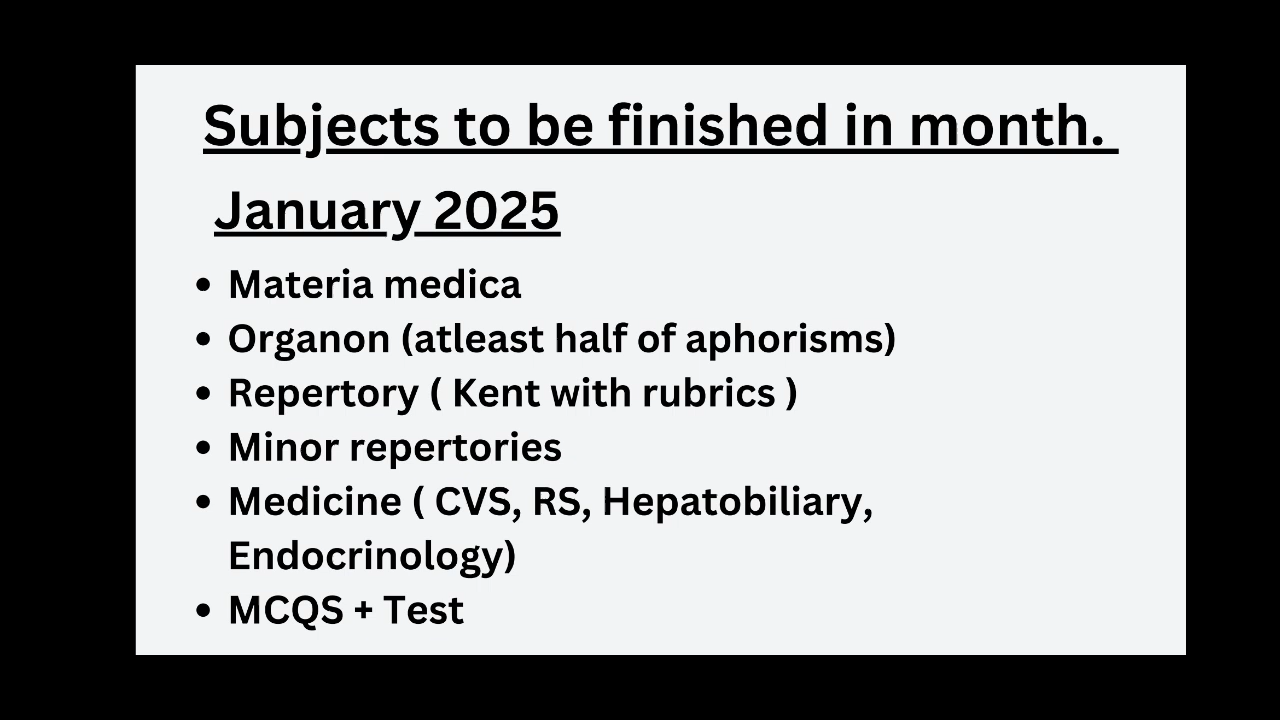 Subjects to be finished in month.
January 2025
• Materia medica
• Organon (atleast half of aphorisms)
• Repertory ( Kent with rubrics )
• Minor repertories
• Medicine ( CVS, RS, Hepatobiliary,
Endocrinology)
• MCQS + Test